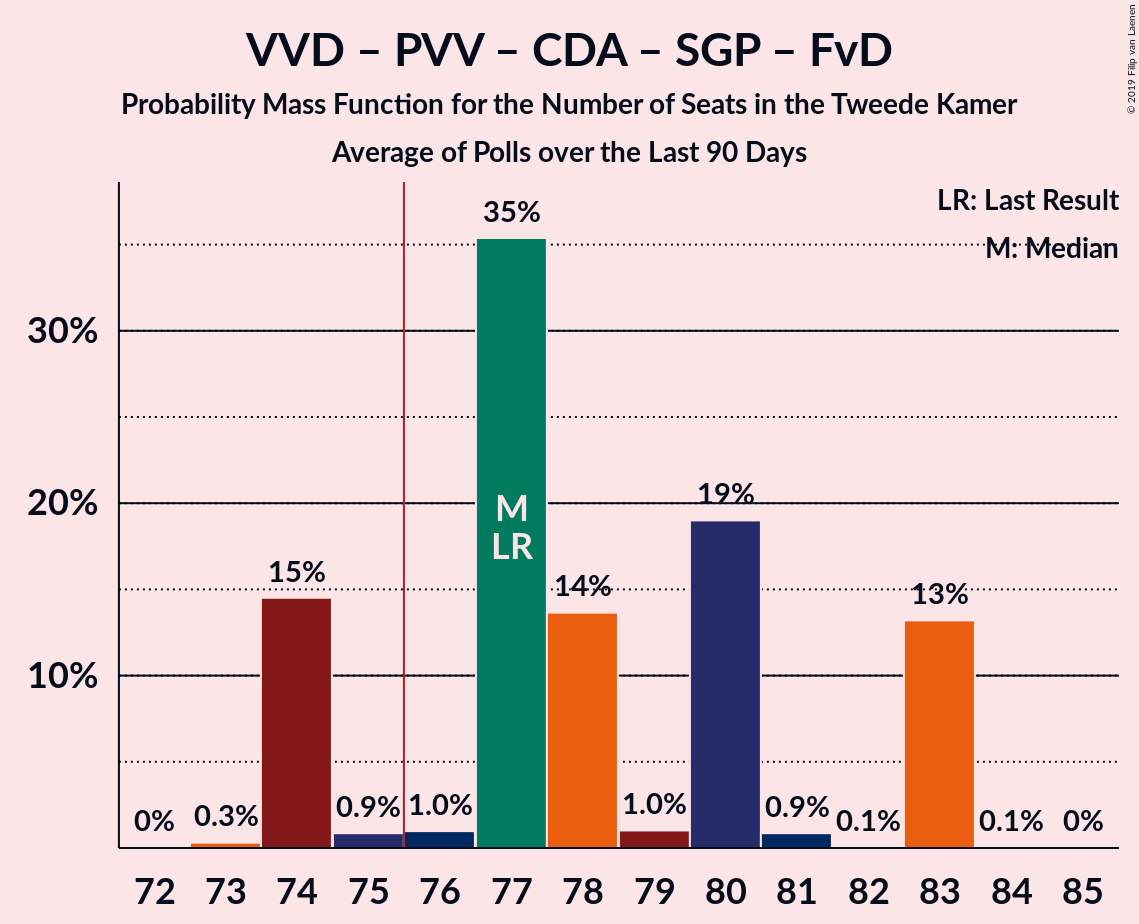 VVD – PVV – CDA – SGP – FvD
Probability Mass Function for the Number of Seats in the Tweede Kamer
Average of Polls over the Last 90 Days
© 2019 Filip van Laenen
LR: Last Result
M: Median
30%
20%
10%
0%
0.3%
15%
0.9%
1.0%
35%
M
LR
14%
1.0%
19%
0.9%
0.1%
13%
0.1%
0%
72 73 74 75 76 77 78 79 80 81 82 83 84 85